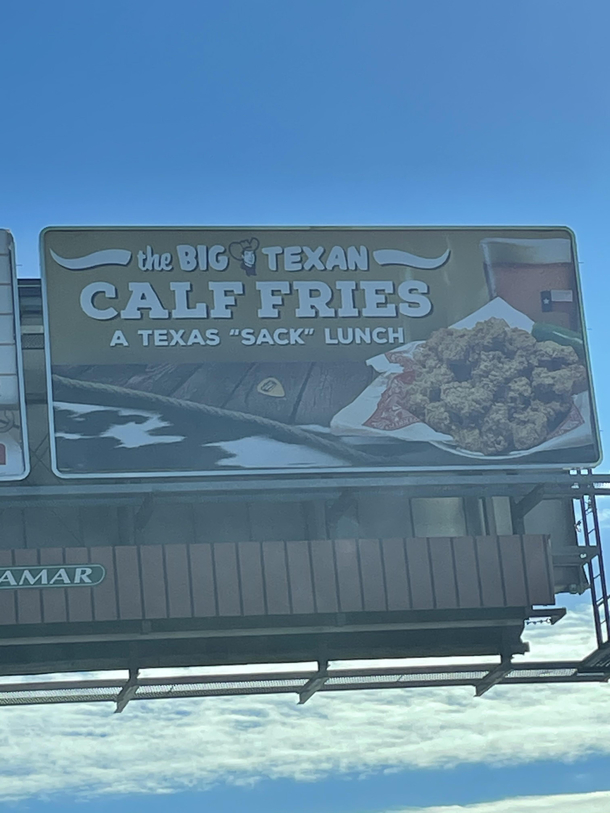 the BIG TEXAN
CALF FRIES
A TEXAS "SACK" LUNCH
AMAR